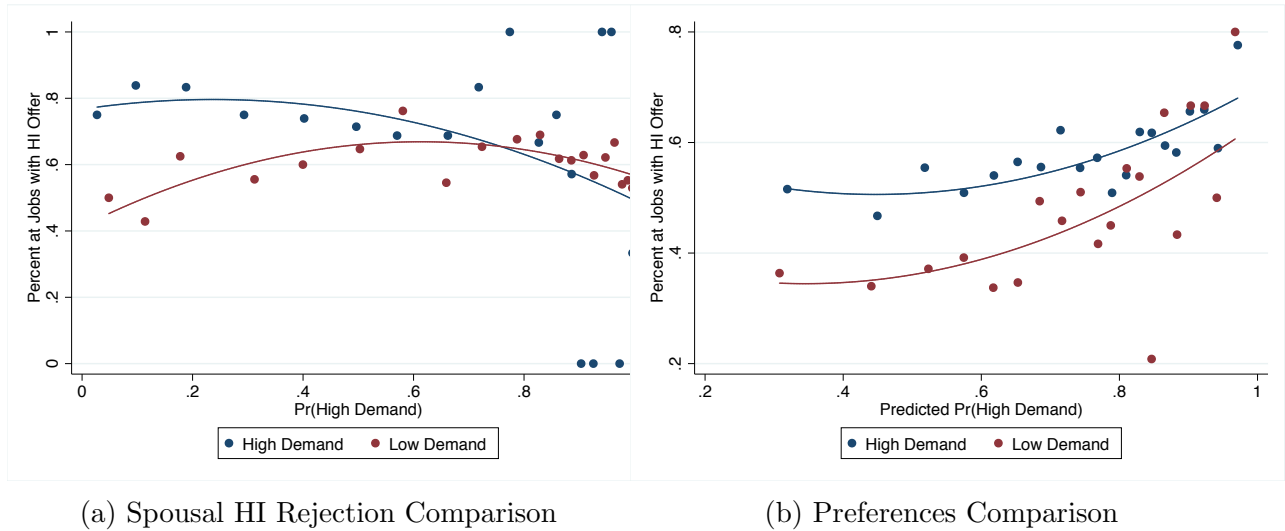 Percent at Jobs with HI Offer
1
.8
.6
.4
.2
0
0
.2
.4
.6
.8
Pr(High Demand)
High Demand
Low Demand
(a) Spousal HI Rejection Comparison
Percent at Jobs with HI Offer
.8
.6
.4
.2
.2
.4
.6
.8
1
Predicted Pr(High Demand)
High Demand
Low Demand
(b) Preferences Comparison